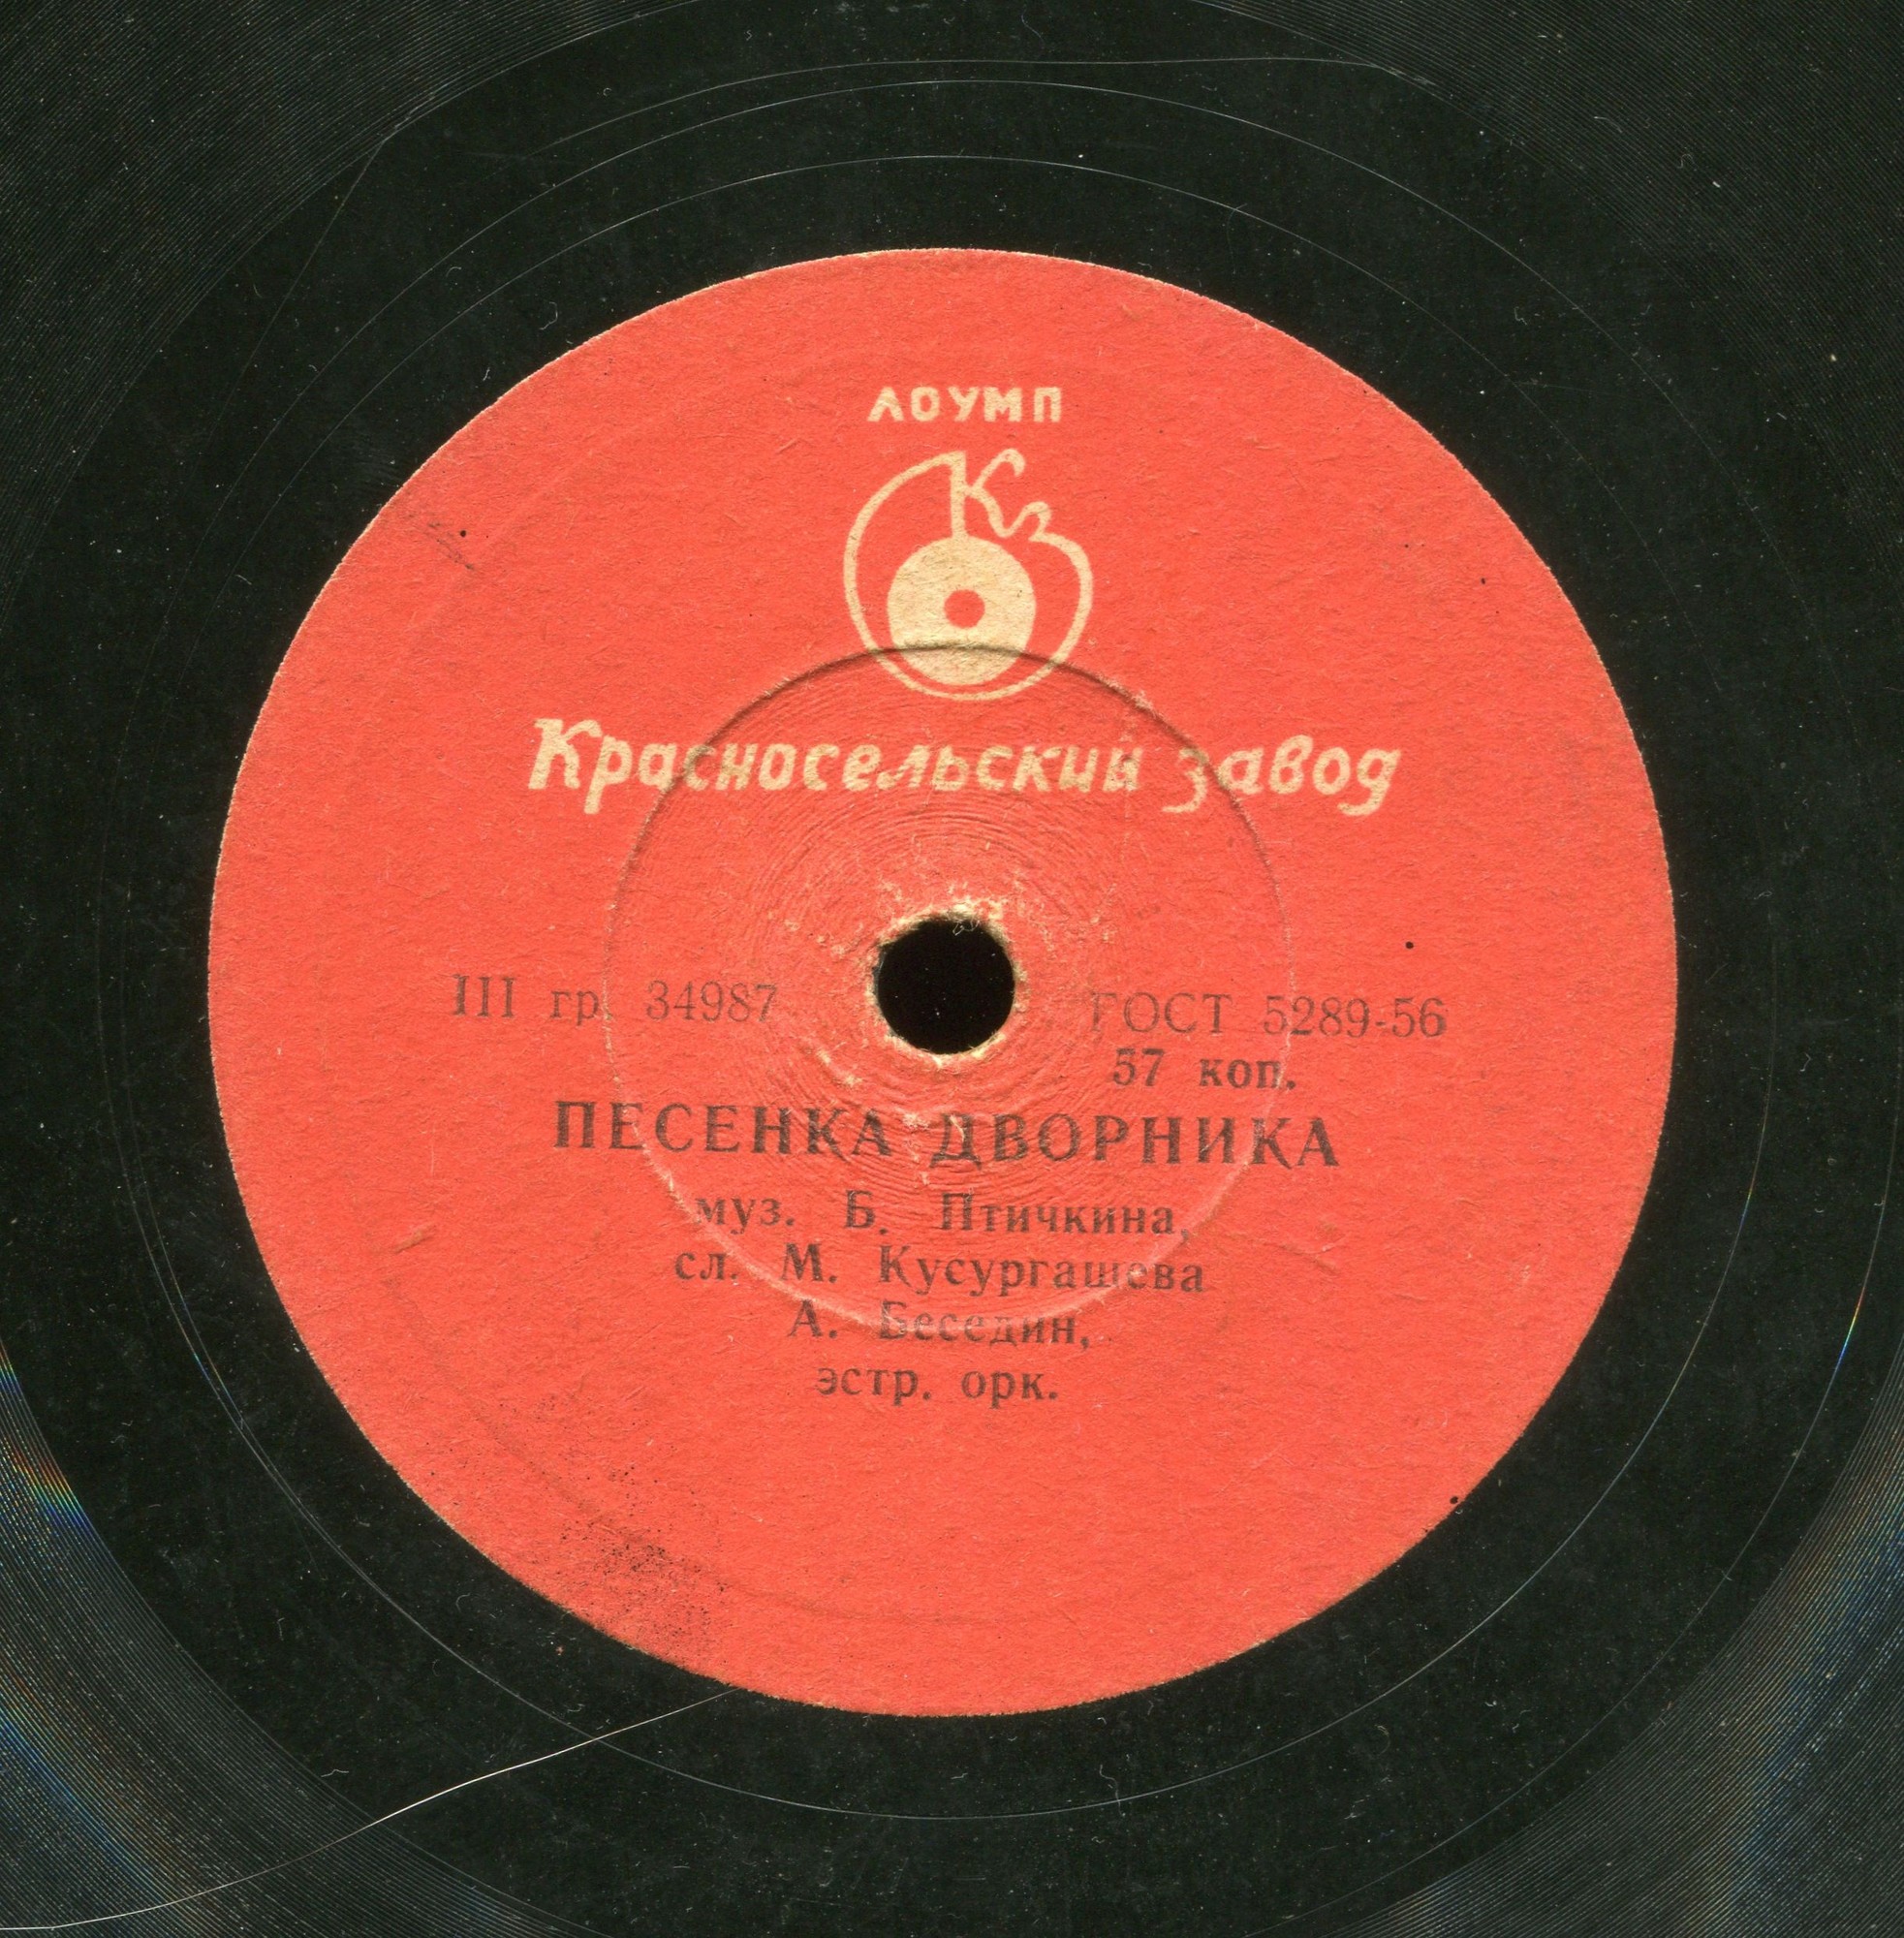 ЛОУМП
Кз
Красносельский завод
III гр. 34987 ГОСТ 5289-56
57 коп.
ПЕСЕНКА ДВОРНИКА
муз. Б. Птичкина,
сл. М. Кусургашева
А. Беседин,
эстр. орк.